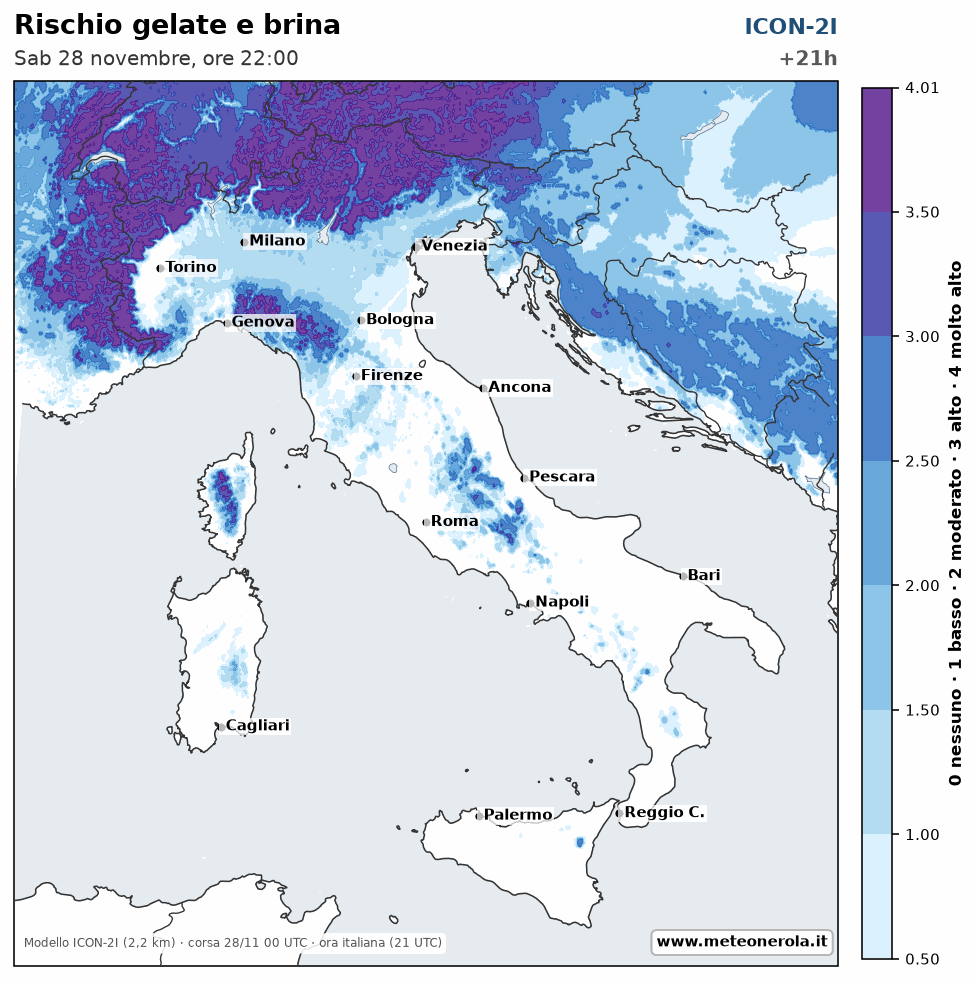 Rischio gelate e brina
ICON-2I
Sab 28 novembre, ore 22:00
+21h
4.01
3.50
3.00
2.50
2.00
1.50
1.00
0.50
0 nessuno · 1 basso · 2 moderato · 3 alto · 4 molto alto
Milano
Venezia
Torino
Genova
Bologna
Firenze
Ancona
Pescara
Roma
Bari
Napoli
Cagliari
Palermo
Reggio C.
Modello ICON-2I (2,2 km) · corsa 28/11 00 UTC · ora italiana (21 UTC)
www.meteonerola.it